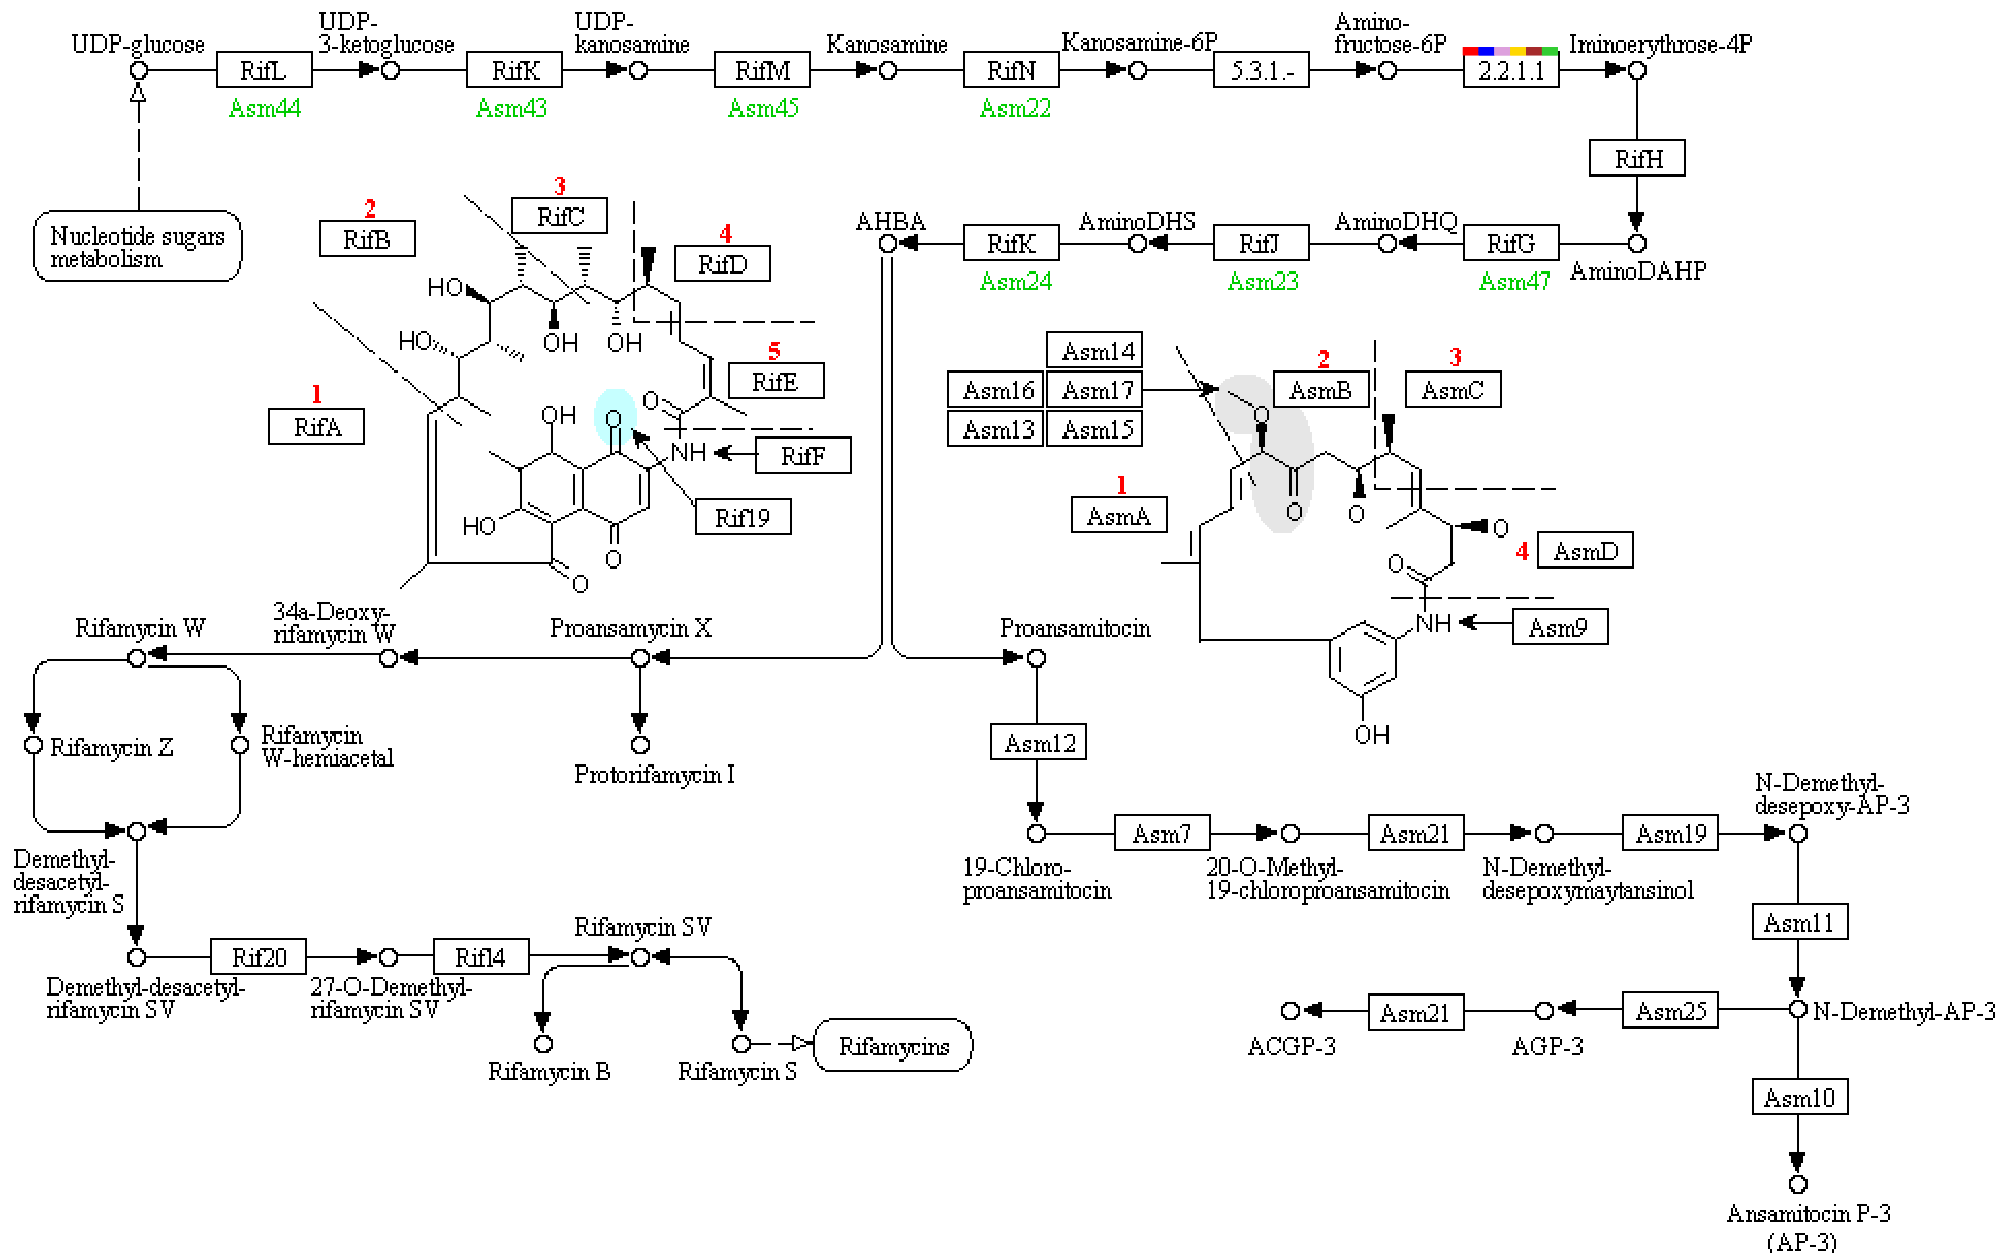 UDP-glucose
UDP-
3-ketoglucose
UDP-
kanosamine
Kanosamine
Kanosamine-6P
Amino-
fructose-6P
Iminoerythrose-4P
RifL
RifK
RifM
RifN
5.3.1.-
2.2.1.1
Asm44
Asm43
Asm45
Asm22
RifH
Nucleotide sugars
metabolism
AHBA
RifK
AminoDHS
RifJ
AminoDHQ
RifG
AminoDAHP
Asm24
Asm23
Asm47
1
RifA
2
RifB
3
RifC
4
RifD
5
RifE
RifF
Rif19
HO
HO
OH
OH
OH
O
O
NH
HO
O
O
Asm14
Asm16
Asm17
Asm13
Asm15
1
AsmA
2
AsmB
3
AsmC
4
AsmD
Asm9
O
O
O
O
O
NH
OH
Rifamycin W
34a-Deoxy-
rifamycin W
Proansamycin X
Proansamitocin
Rifamycin Z
Rifamycin
W-hemiacetal
Protorifamycin I
Asm12
Demethyl-
desacetyl-
rifamycin S
19-Chloro-
proansamitocin
Asm7
20-O-Methyl-
19-chloroproansamitocin
Asm21
N-Demethyl-
desepoxymaytansinol
Asm19
N-Demethyl-
desepoxy-AP-3
Asm11
Demethyl-desacetyl-
rifamycin SV
Rif20
27-O-Demethyl-
rifamycin SV
Rif14
Rifamycin SV
Rifamycin B
Rifamycin S
Rifamycins
ACGP-3
Asm21
AGP-3
Asm25
N-Demethyl-AP-3
Asm10
Ansamitocin P-3
(AP-3)